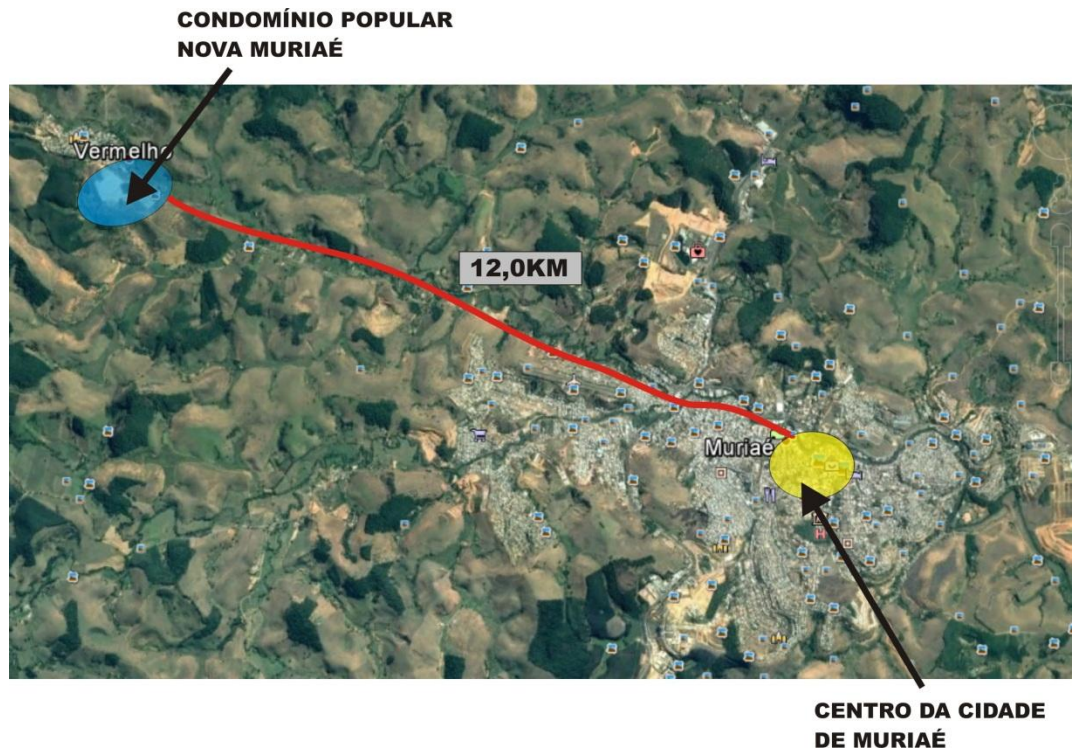 CONDOMÍNIO POPULAR
NOVA MURIAÉ
Vermelho
12,0KM
Muriaé
CENTRO DA CIDADE
DE MURIAÉ